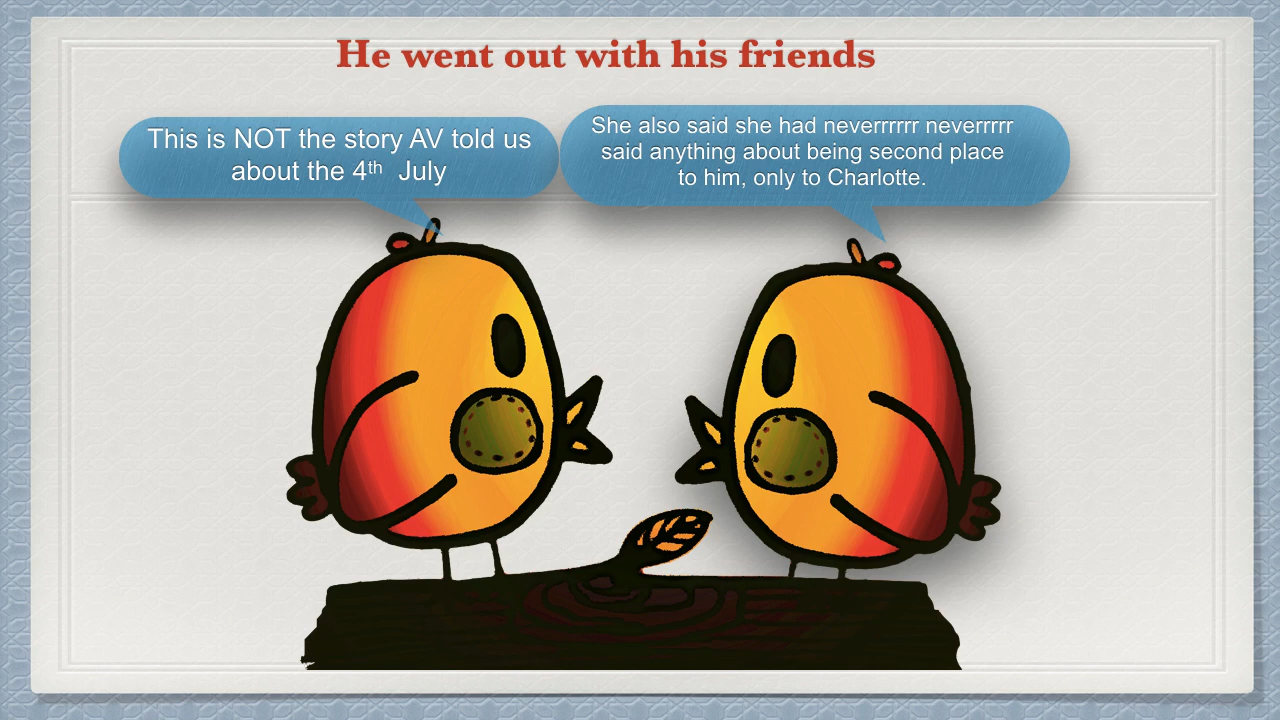 He went out with his friends
This is NOT the story AV told us
about the 4th July
She also said she had neverrrrrr neverrrrr
said anything about being second place
to him, only to Charlotte.